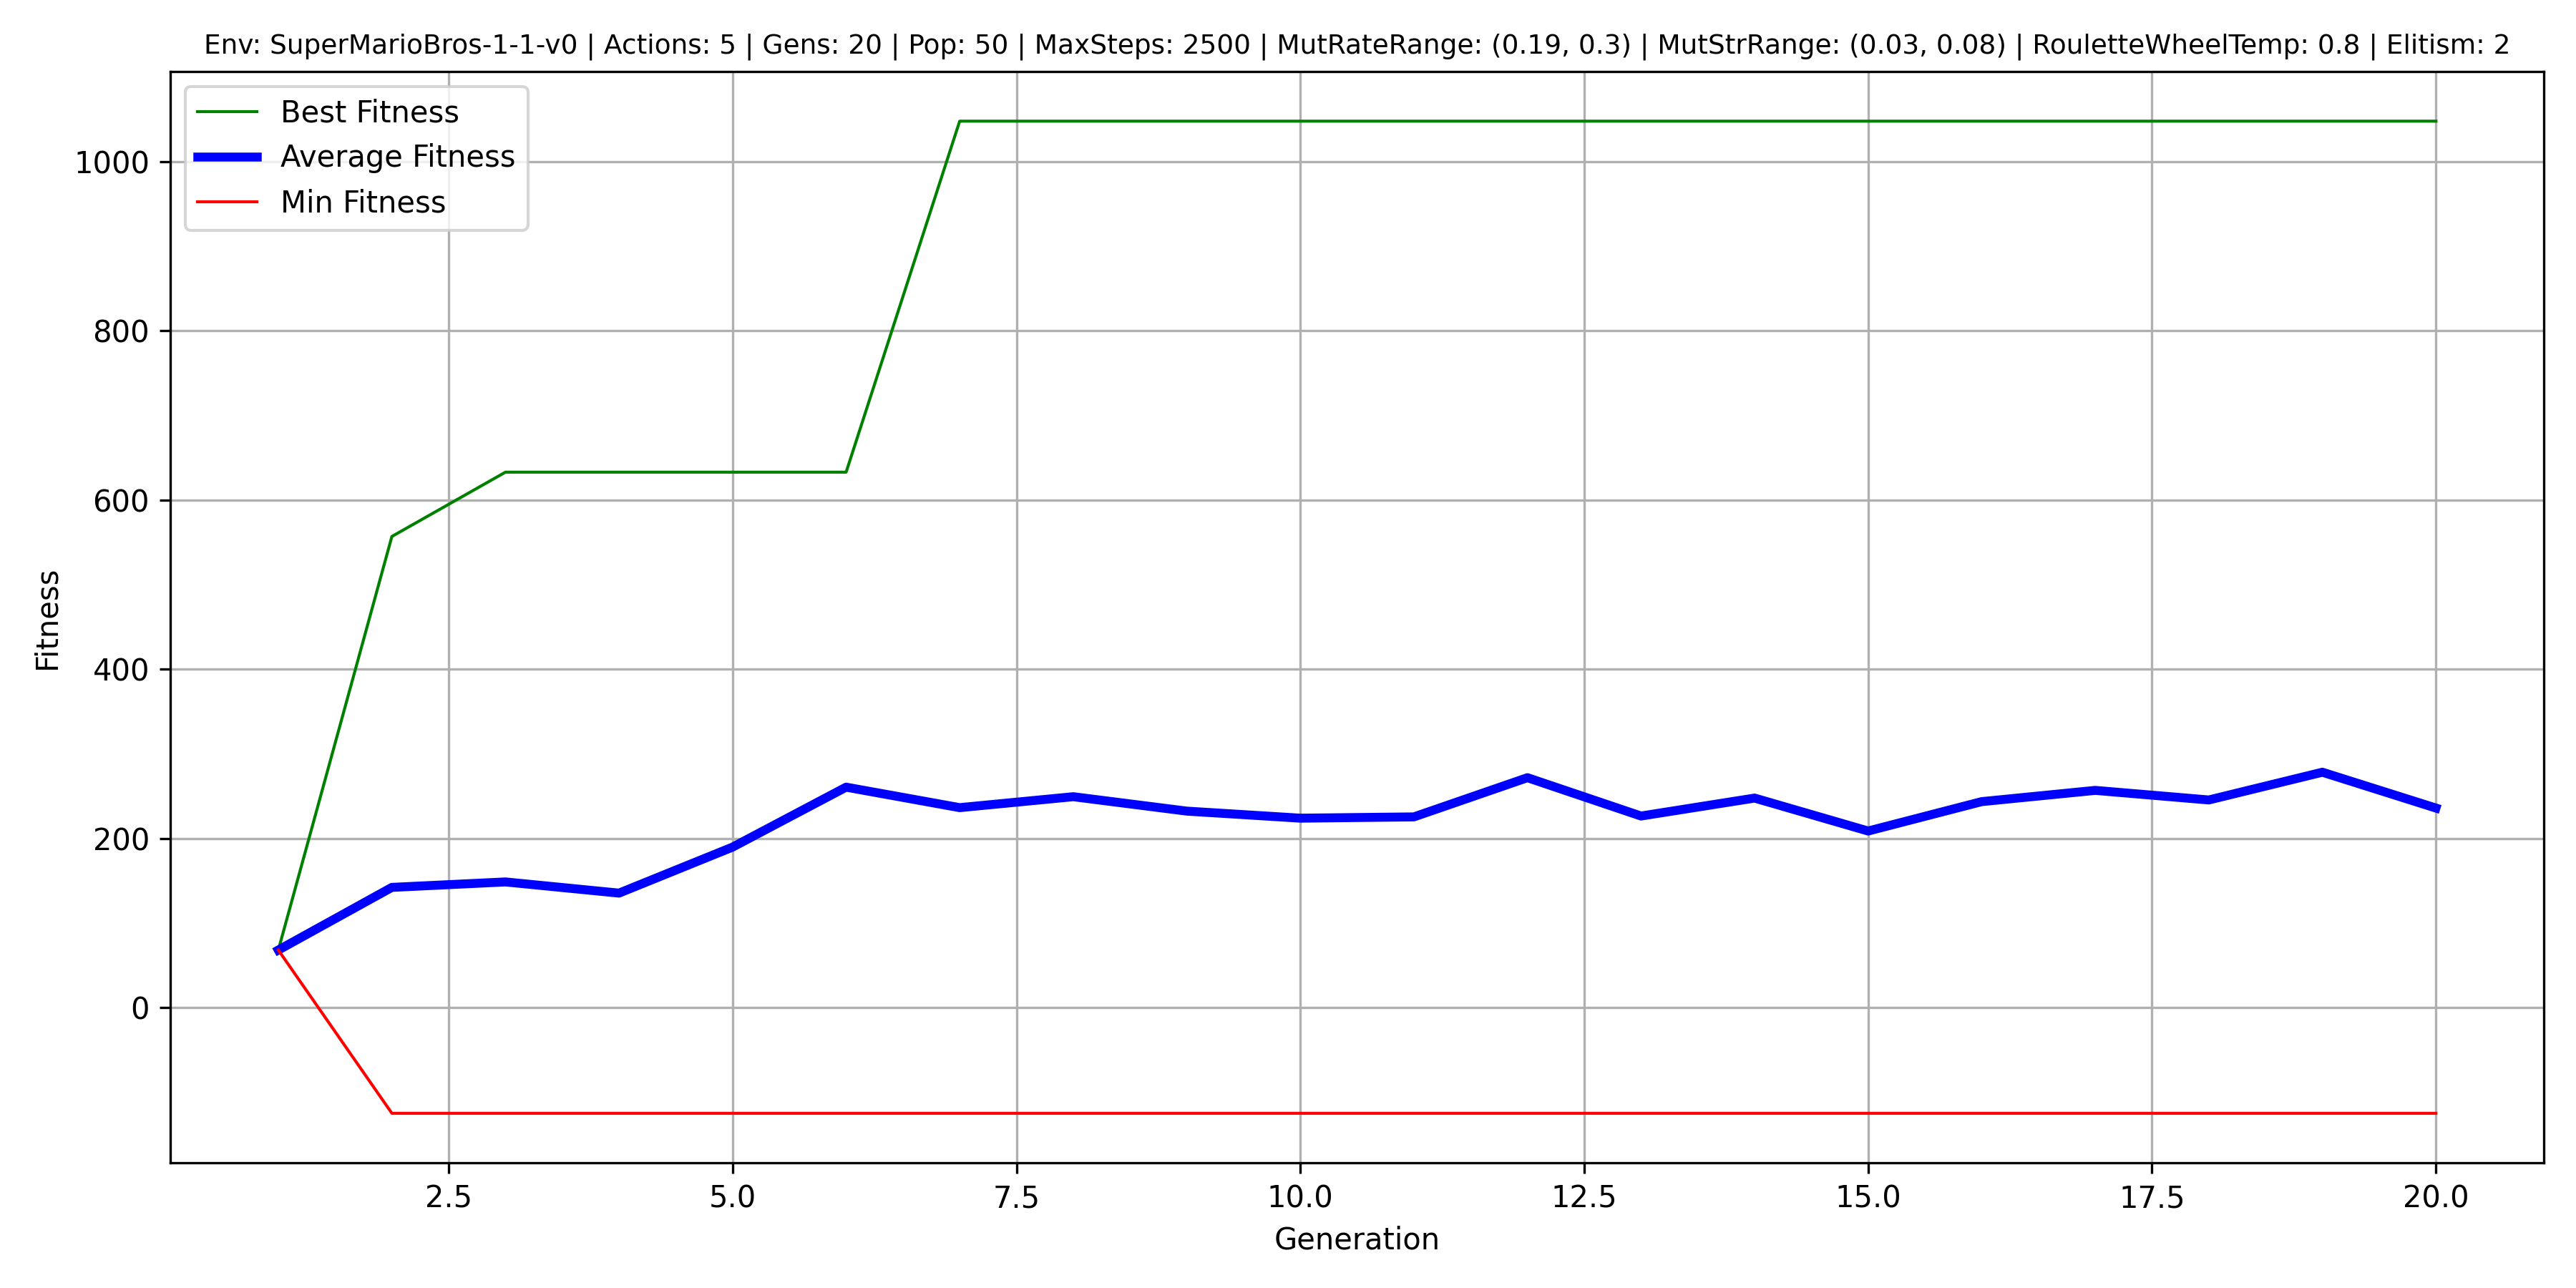 Env: SuperMarioBros-1-1-v0 | Actions: 5 | Gens: 20 | Pop: 50 | MaxSteps: 2500 | MutRateRange: (0.19, 0.3) | MutStrRange: (0.03, 0.08) | RouletteWheelTemp: 0.8 | Elitism: 2
Best Fitness
Average Fitness
Min Fitness
1000
800
600
400
200
0
Fitness
2.5 5.0 7.5 10.0 12.5 15.0 17.5 20.0
Generation